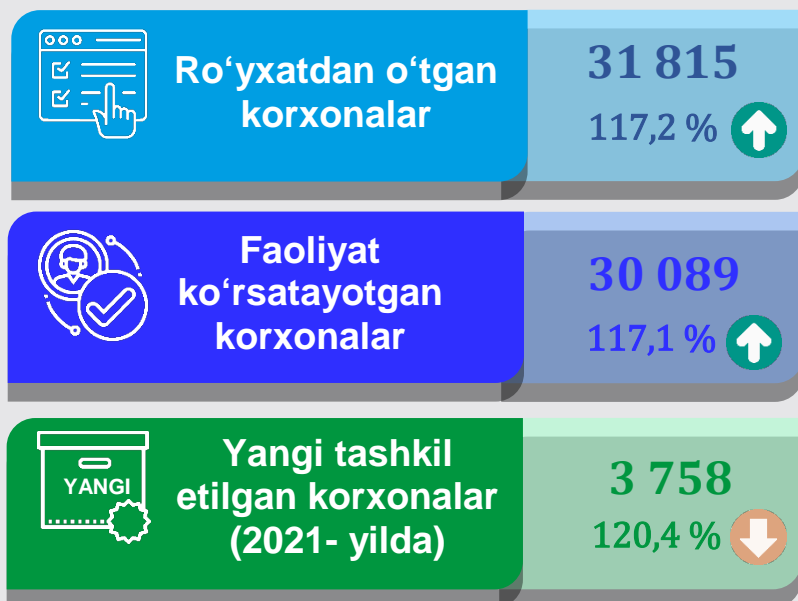 Ro‘yxatdan o‘tgan
korxonalar
31 815
117,2 %
Faoliyat
ko‘rsatayotgan
korxonalar
30 089
117,1 %
YANGI
Yangi tashkil
etilgan korxonalar
(2021- yilda)
3 758
120,4 %